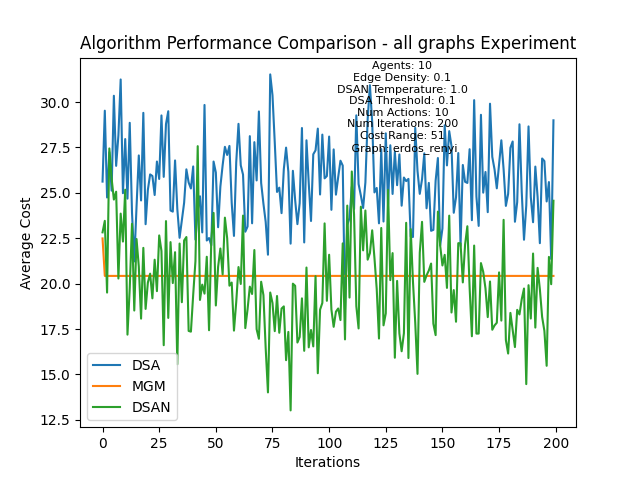 Algorithm Performance Comparison - all graphs Experiment
Agents: 10
Edge Density: 0.1
DSAN Temperature: 1.0
DSA Threshold: 0.1
Num Actions: 10
Num Iterations: 200
Cost Range: 51
Graph: erdos_renyi
Average Cost
30.0
27.5
25.0
22.5
20.0
17.5
15.0
12.5
DSA
MGM
DSAN
0 25 50 75 100 125 150 175 200
Iterations